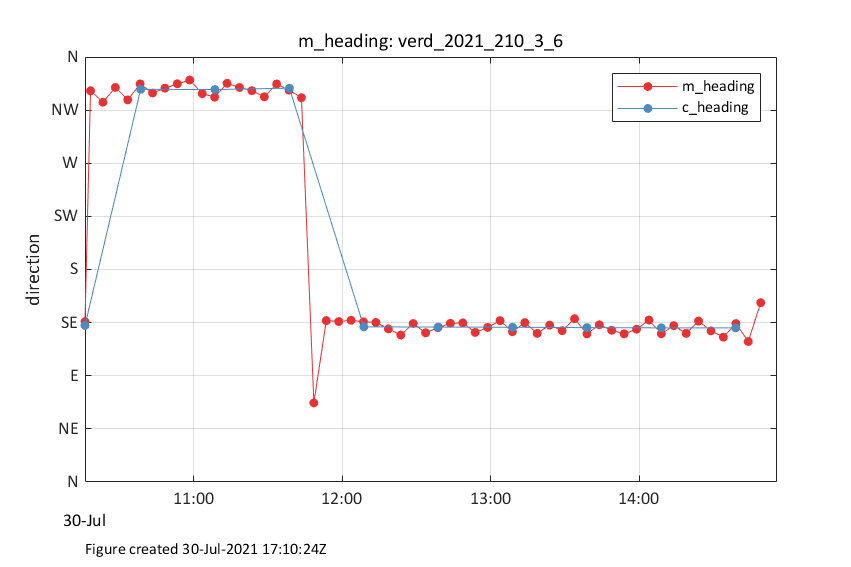 m_heading: verd_2021_210_3_6
N
NW
W
SW
S
SE
E
NE
N
direction
m_heading
c_heading
11:00 12:00 13:00 14:00
30-Jul
Figure created 30-Jul-2021 17:10:24Z